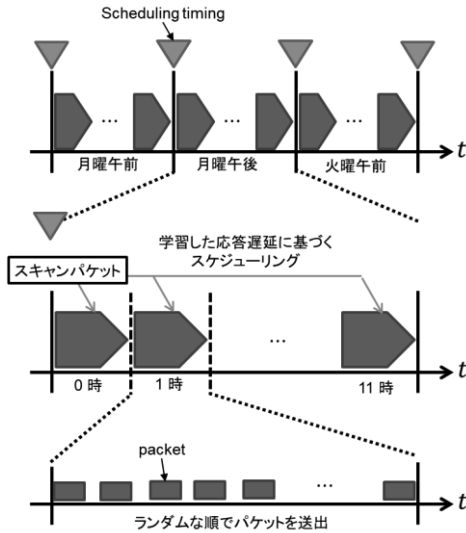 Scheduling timing
... ... ...
t
月曜午前 月曜午後 火曜午前
学習した応答遅延に基づく
スケジューリング
スキャンパケット
...
t
0 時 1 時 11 時
packet
...
t
ランダムな順でパケットを送出